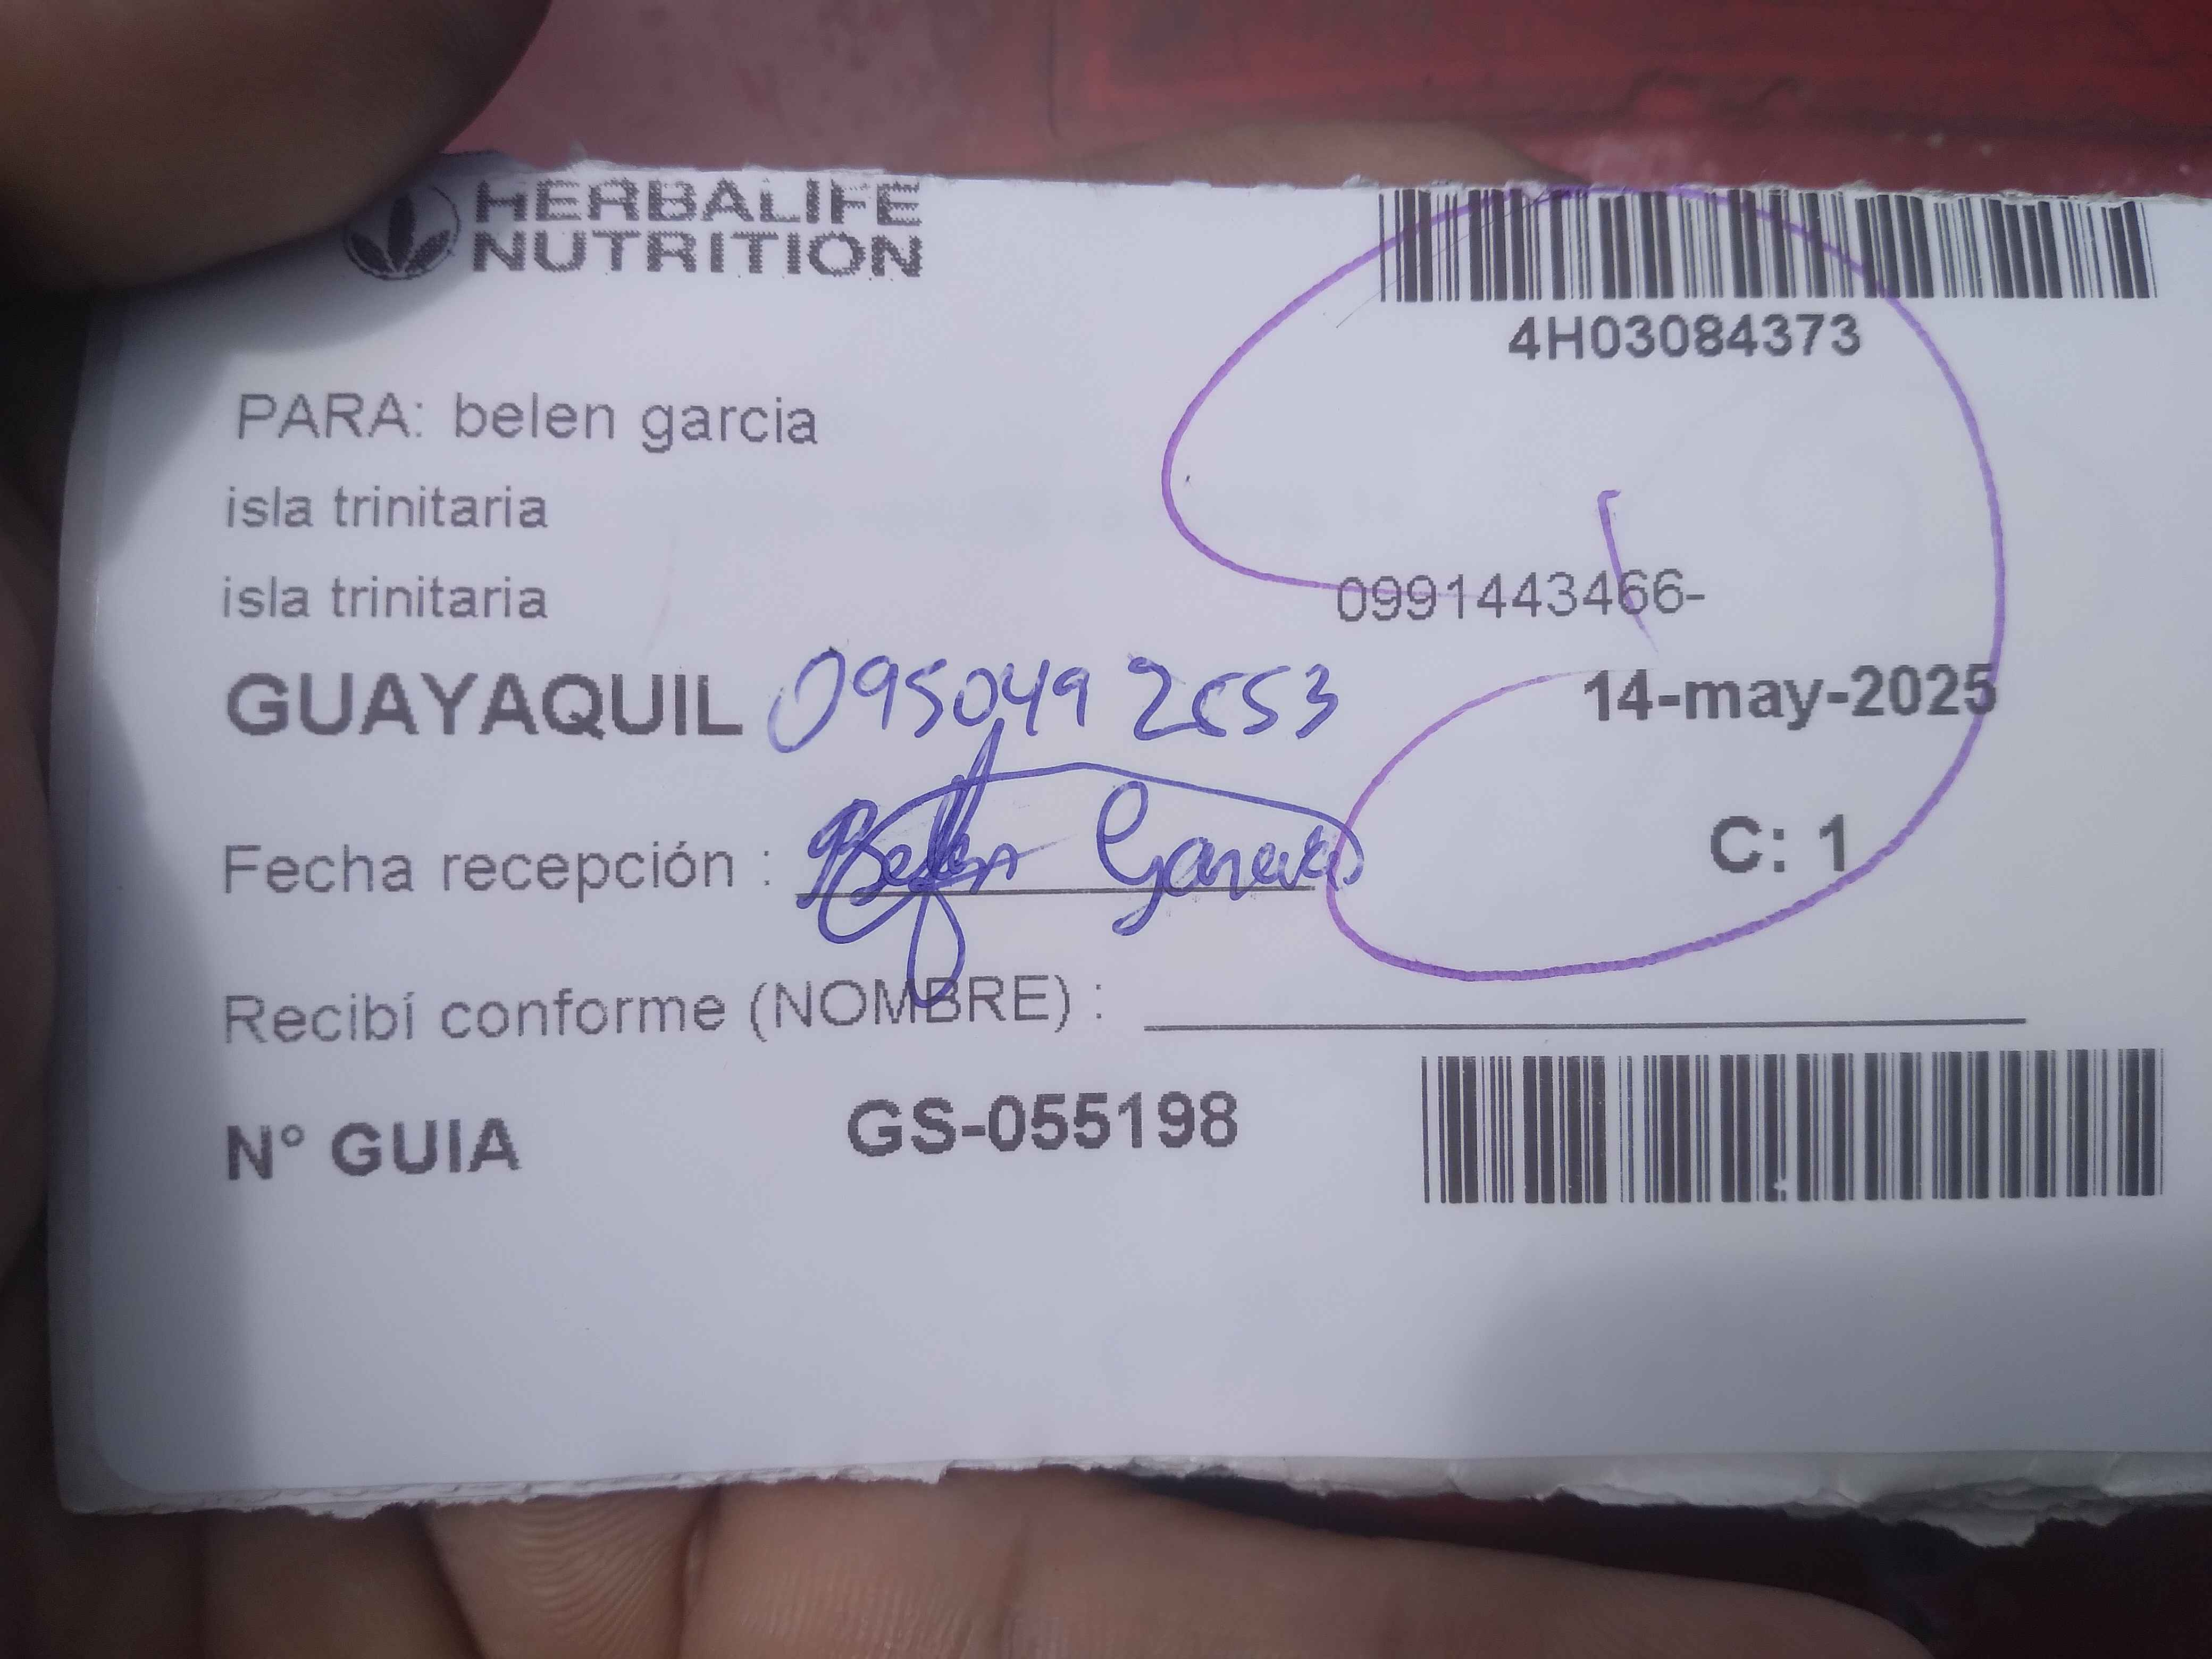 HERBALIFE
NUTRITION
4H03084373
PARA: belen garcia
isla trinitaria
isla trinitaria
0991443466-
GUAYAQUIL
14-may-2025
Fecha recepción : Belen Garcia
C: 1
Recibí conforme (NOMBRE) :
N° GUIA GS-055198